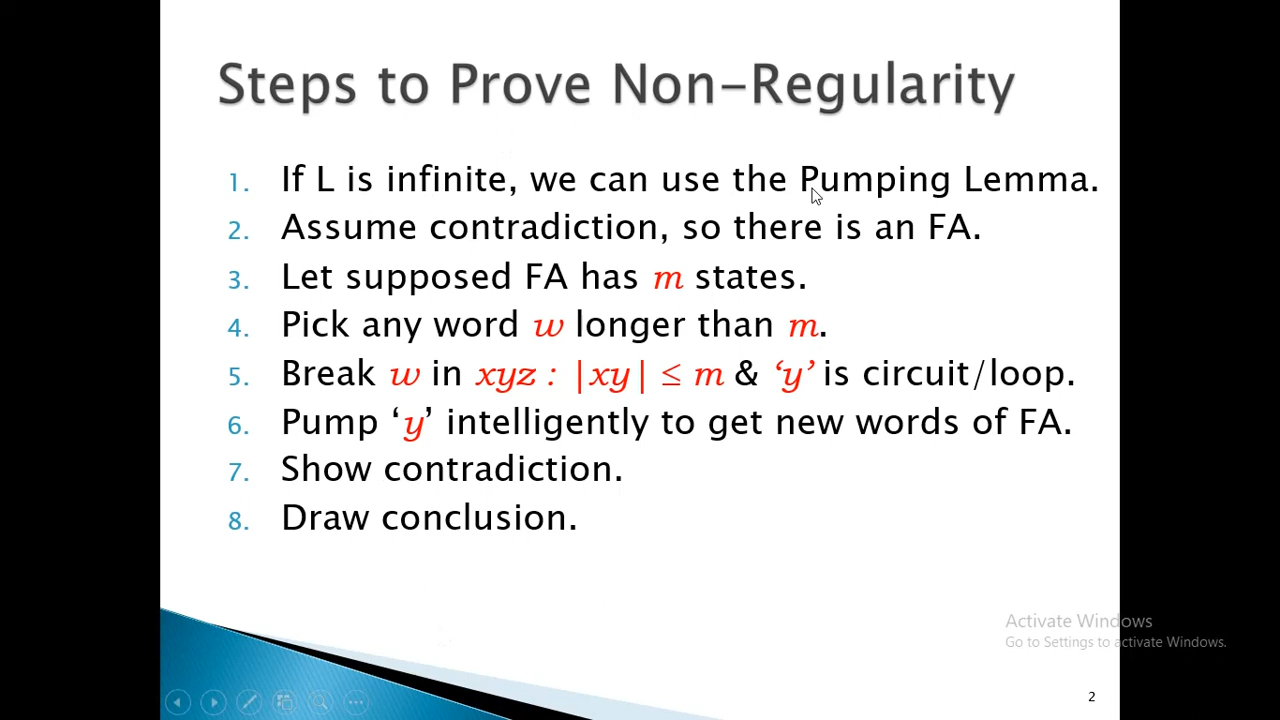 Steps to Prove Non-Regularity
1. If L is infinite, we can use the Pumping Lemma.
2. Assume contradiction, so there is an FA.
3. Let supposed FA has m states.
4. Pick any word w longer than m.
5. Break w in xyz : |xy| ≤ m & ‘y’ is circuit/loop.
6. Pump ‘y’ intelligently to get new words of FA.
7. Show contradiction.
8. Draw conclusion.
Activate Windows
Go to Settings to activate Windows.
2